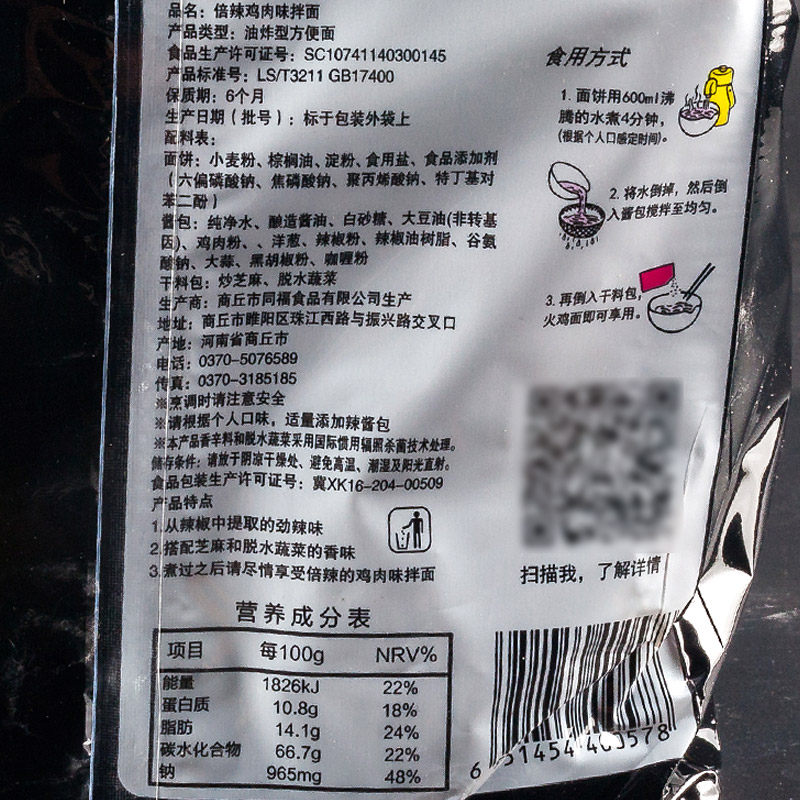 品名：倍辣鸡肉味拌面
产品类型：油炸型方便面
食品生产许可证号：SC10741140300145
产品标准号：LS/T3211 GB17400
保质期：6个月
生产日期（批号）：标于包装外袋上
配料表：
面饼：小麦粉、棕榈油、淀粉、食用盐、食品添加剂
（六偏磷酸钠、焦磷酸钠、聚丙烯酸钠、特丁基对
苯二酚）
酱包：纯净水、酿造酱油、白砂糖、大豆油(非转基
因)、鸡肉粉、、洋葱、辣椒粉、辣椒油树脂、谷氨
酸钠、大蒜、黑胡椒粉、咖喱粉
干料包：炒芝麻、脱水蔬菜
生产商：商丘市同福食品有限公司生产
地址：商丘市睢阳区珠江西路与振兴路交叉口
产地：河南省商丘市
电话：0370-5076589
传真：0370-3185185
※烹调时请注意安全
※请根据个人口味，适量添加辣酱包
※本产品香辛料和脱水蔬菜采用国际惯用辐照杀菌技术处理。
储存条件：请放于阴凉干燥处、避免高温、潮湿及阳光直射。
食品包装生产许可证号：冀XK16-204-00509
产品特点
1.从辣椒中提取的劲辣味
2.搭配芝麻和脱水蔬菜的香味
3.煮过之后请尽情享受倍辣的鸡肉味拌面
营养成分表
项目 每100g NRV%
能量 1826kJ 22%
蛋白质 10.8g 18%
脂肪 14.1g 24%
碳水化合物 66.7g 22%
钠 965mg 48%
食用方式
1. 面饼用600ml沸
腾的水煮4分钟，
(根据个人口感定时间)。
2. 将水倒掉，然后倒
入酱包搅拌至均匀。
3. 再倒入干料包，
火鸡面即可享用。
扫描我，了解详情